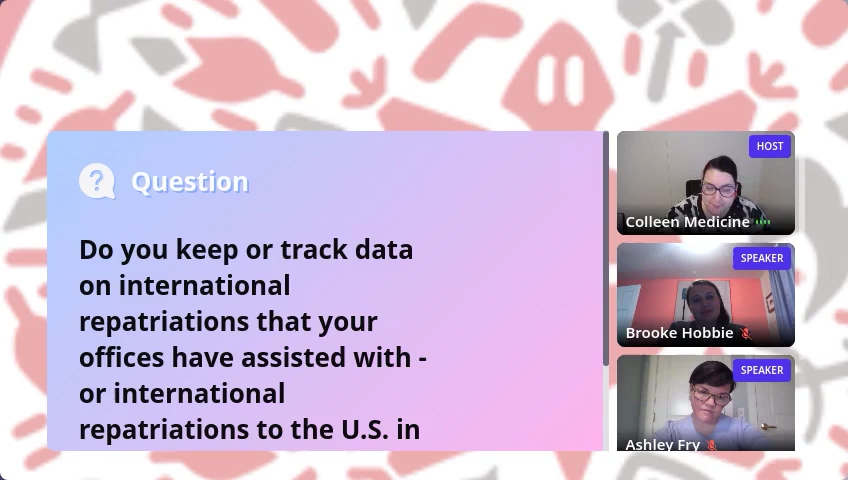 Question
Do you keep or track data
on international
repatriations that your
offices have assisted with -
or international
repatriations to the U.S. in
HOST
Colleen Medicine
SPEAKER
Brooke Hobbie
SPEAKER
Ashley Fry